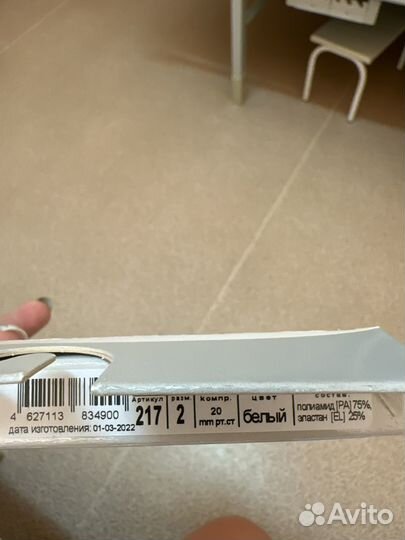 Артикул разм. компр. цвет состав:
217 2 20 белый полиамид [PA] 75%,
mm рт.ст эластан [EL] 25%
4 627113 834900
дата изготовления: 01-03-2022
Avito